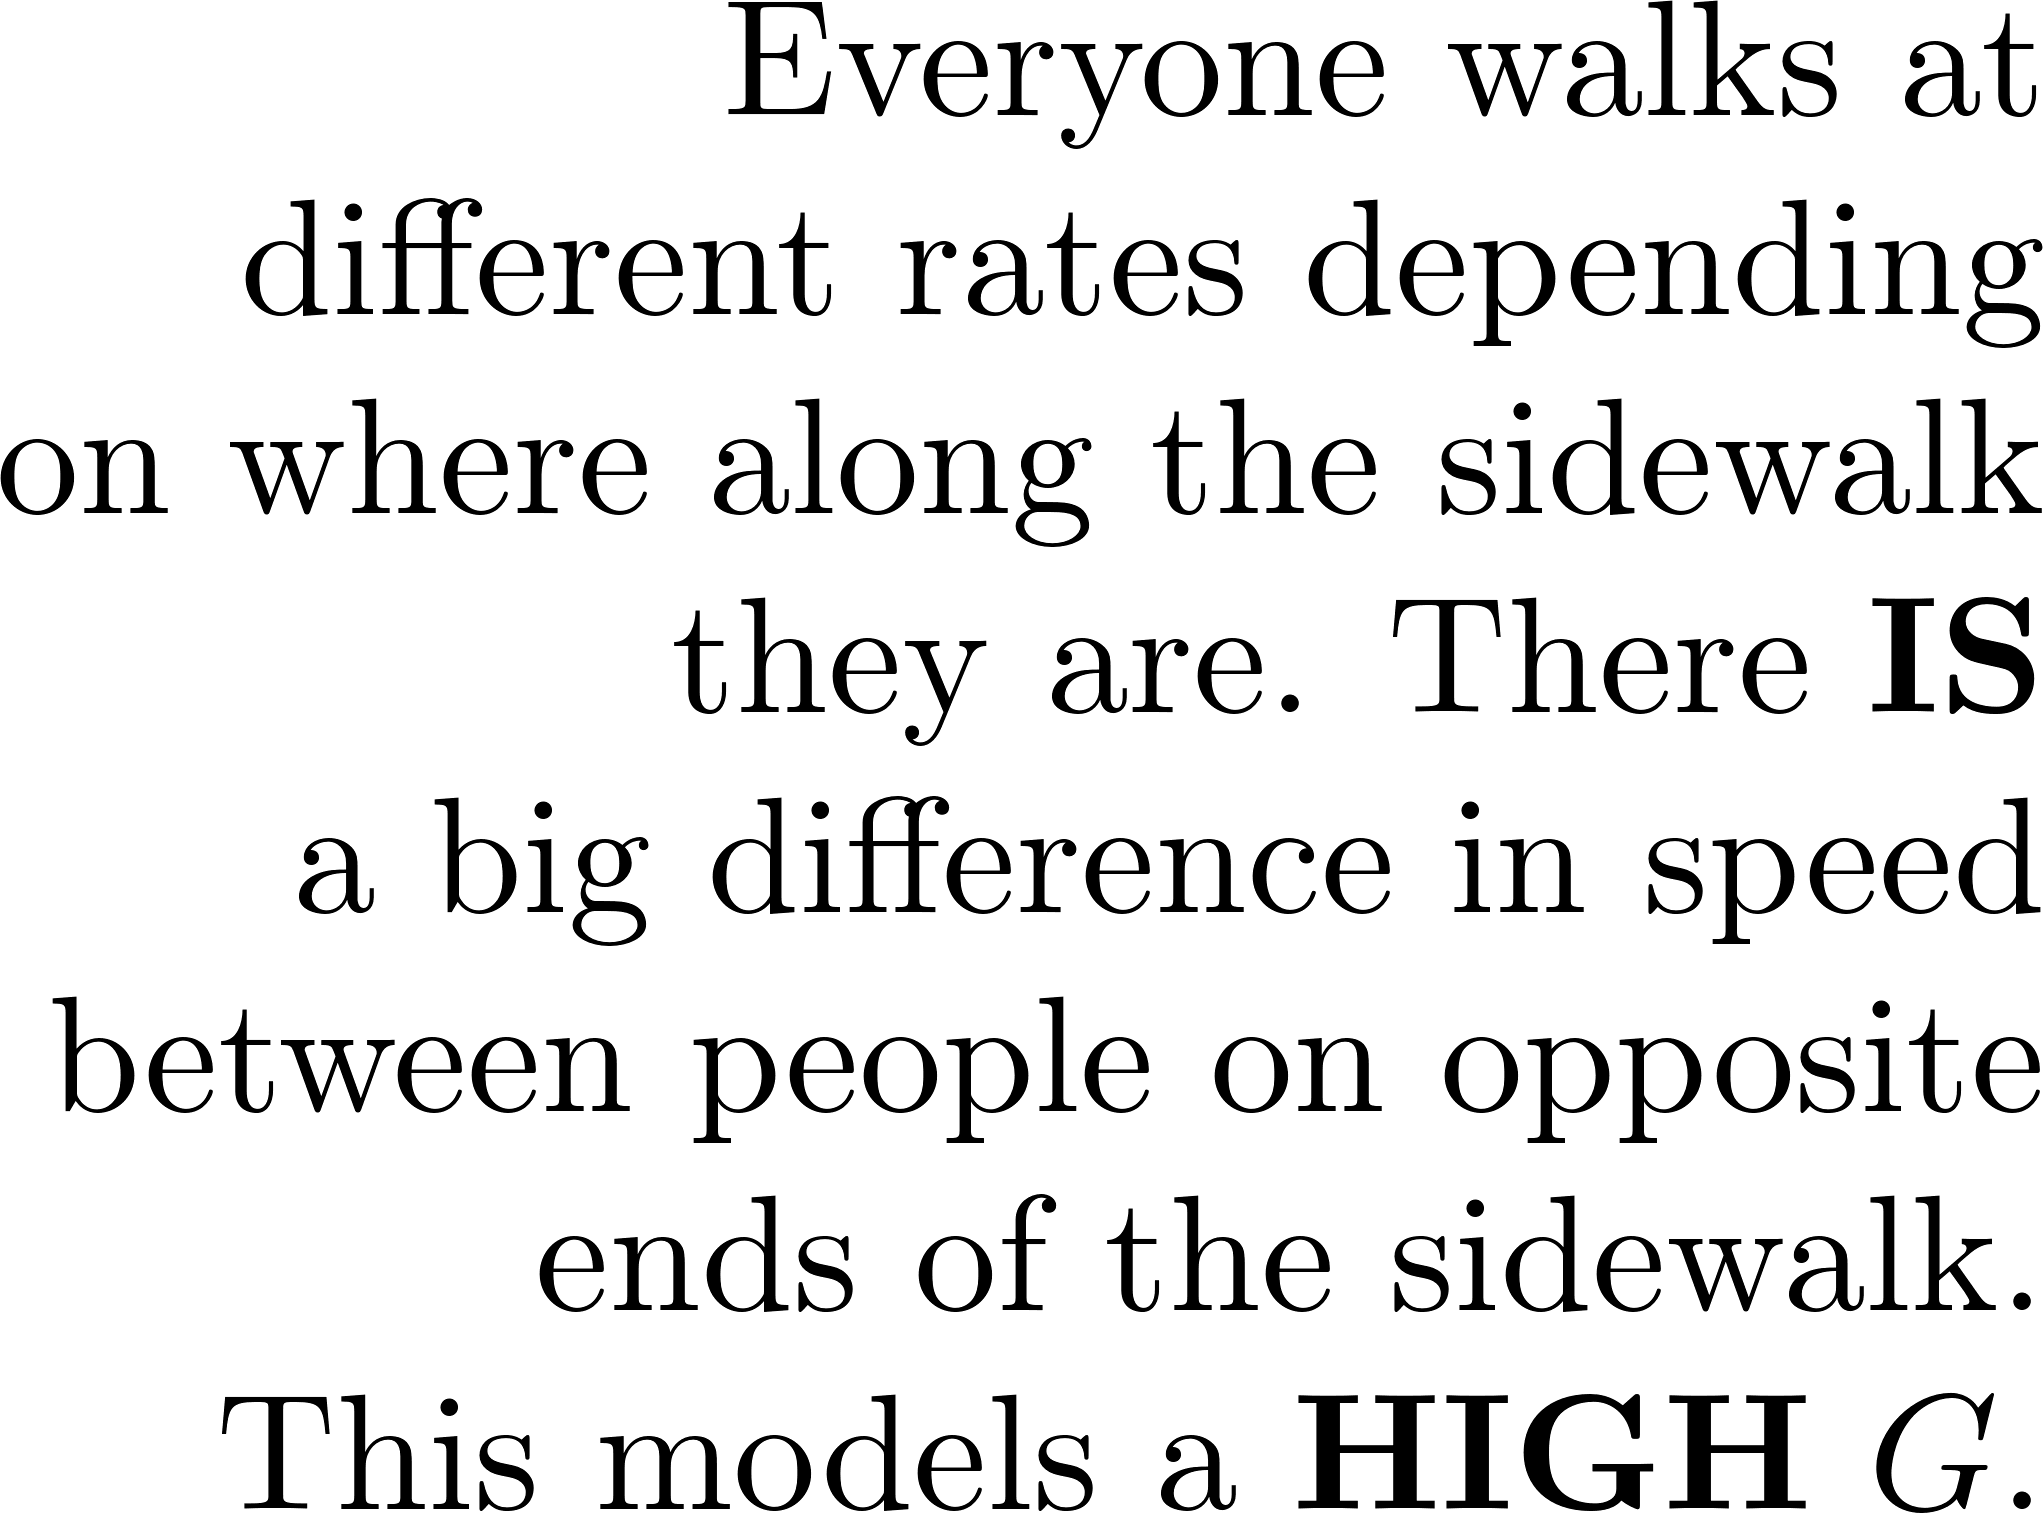 Everyone walks at
different rates depending
on where along the sidewalk
they are. There IS
a big difference in speed
between people on opposite
ends of the sidewalk.
This models a HIGH G.